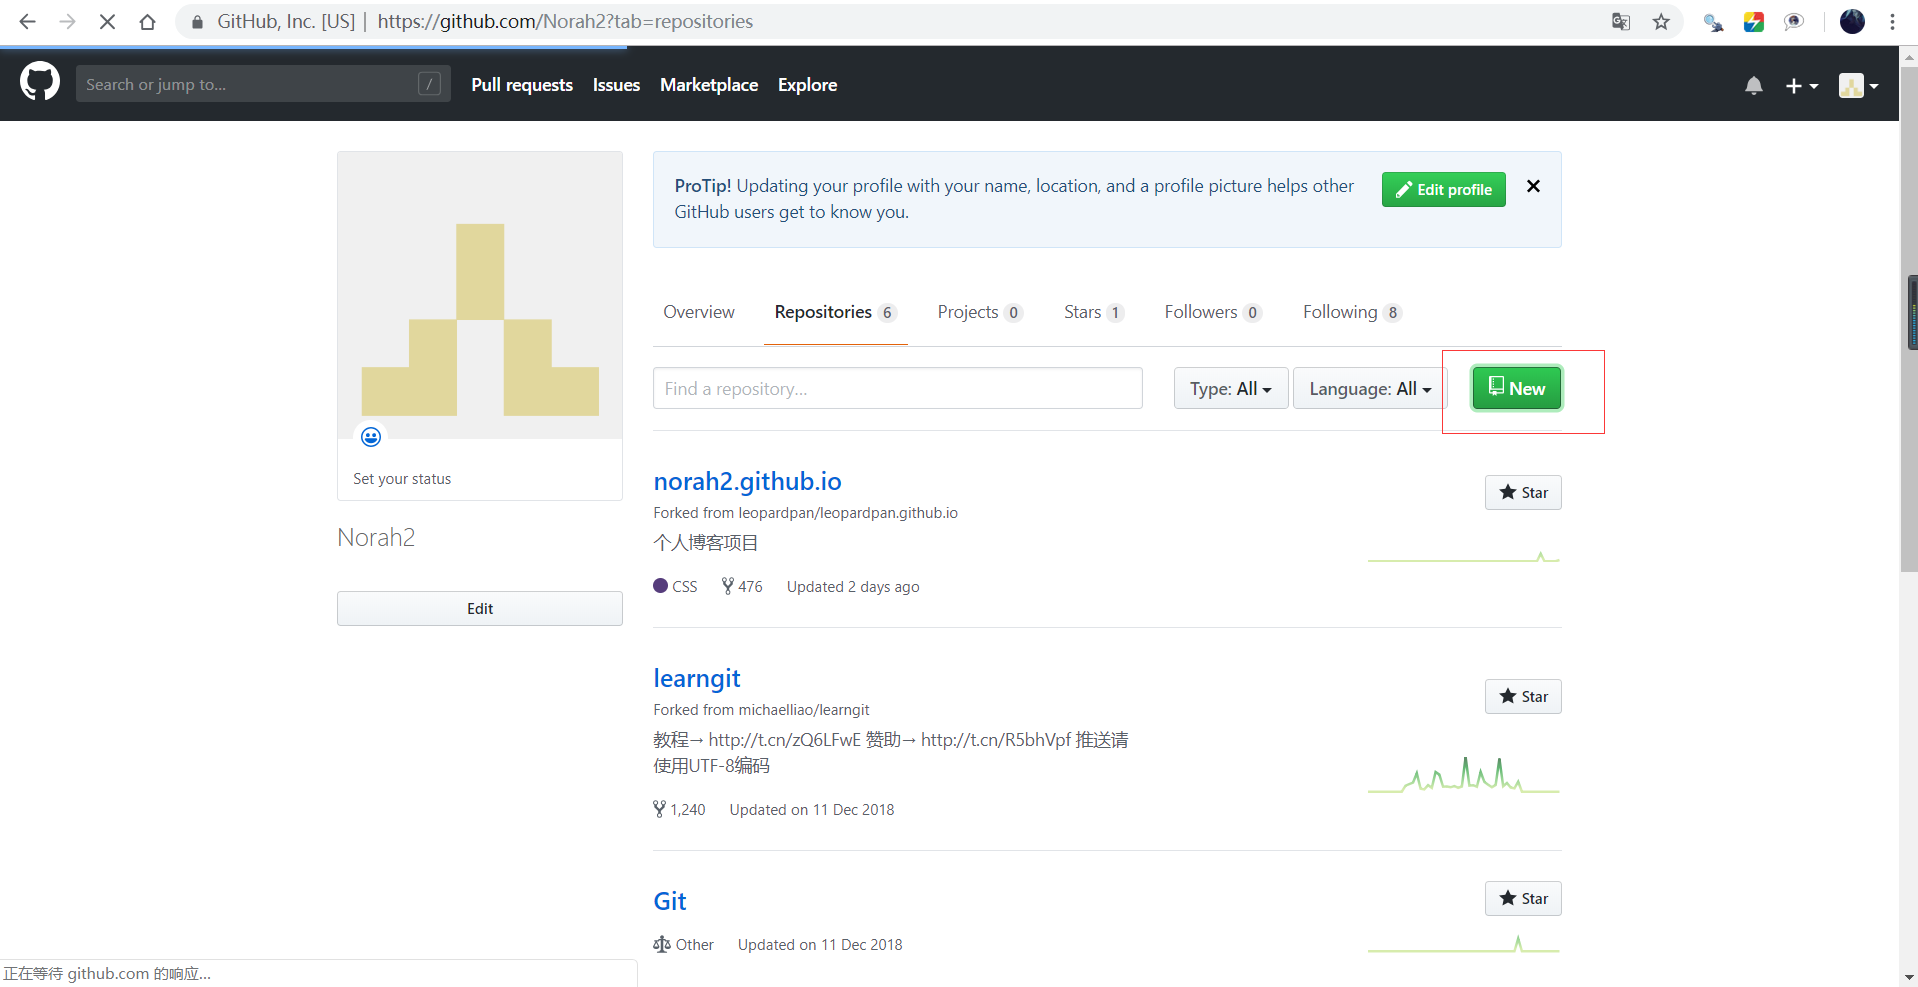 GitHub, Inc. [US] | https://github.com/Norah2?tab=repositories
Search or jump to... /
Pull requests Issues Marketplace Explore
ProTip! Updating your profile with your name, location, and a profile picture helps other
GitHub users get to know you.
Edit profile
Overview Repositories 6 Projects 0 Stars 1 Followers 0 Following 8
Find a repository... Type: All Language: All New
Set your status
Norah2
Edit
norah2.github.io
Star
Forked from leopardpan/leopardpan.github.io
个人博客项目
CSS 476 Updated 2 days ago
learngit
Star
Forked from michaelliao/learngit
教程→ http://t.cn/zQ6LFwE 赞助→ http://t.cn/R5bhVpf 推送请
使用UTF-8编码
1,240 Updated on 11 Dec 2018
Git
Star
Other Updated on 11 Dec 2018
正在等待 github.com 的响应...